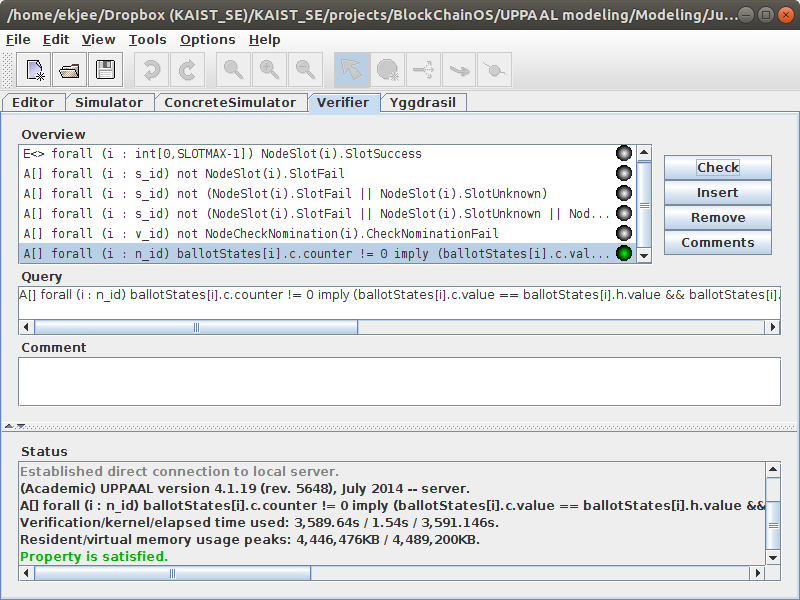 /home/ekjee/Dropbox (KAIST_SE)/KAIST_SE/projects/BlockChainOS/UPPAAL modeling/Modeling/Ju...
File Edit View Tools Options Help
Editor Simulator ConcreteSimulator Verifier Yggdrasil
Overview
E<> forall (i : int[0,SLOTMAX-1]) NodeSlot(i).SlotSuccess
A[] forall (i : s_id) not NodeSlot(i).SlotFail
A[] forall (i : s_id) not (NodeSlot(i).SlotFail || NodeSlot(i).SlotUnknown)
A[] forall (i : s_id) not (NodeSlot(i).SlotFail || NodeSlot(i).SlotUnknown || Nod...
A[] forall (i : v_id) not NodeCheckNomination(i).CheckNominationFail
A[] forall (i : n_id) ballotStates[i].c.counter != 0 imply (ballotStates[i].c.val...
Check
Insert
Remove
Comments
Query
A[] forall (i : n_id) ballotStates[i].c.counter != 0 imply (ballotStates[i].c.value == ballotStates[i].h.value && ballotStates[i].
Comment
Status
Established direct connection to local server.
(Academic) UPPAAL version 4.1.19 (rev. 5648), July 2014 -- server.
A[] forall (i : n_id) ballotStates[i].c.counter != 0 imply (ballotStates[i].c.value == ballotStates[i].h.value &&
Verification/kernel/elapsed time used: 3,589.64s / 1.54s / 3,591.146s.
Resident/virtual memory usage peaks: 4,446,476KB / 4,489,200KB.
Property is satisfied.